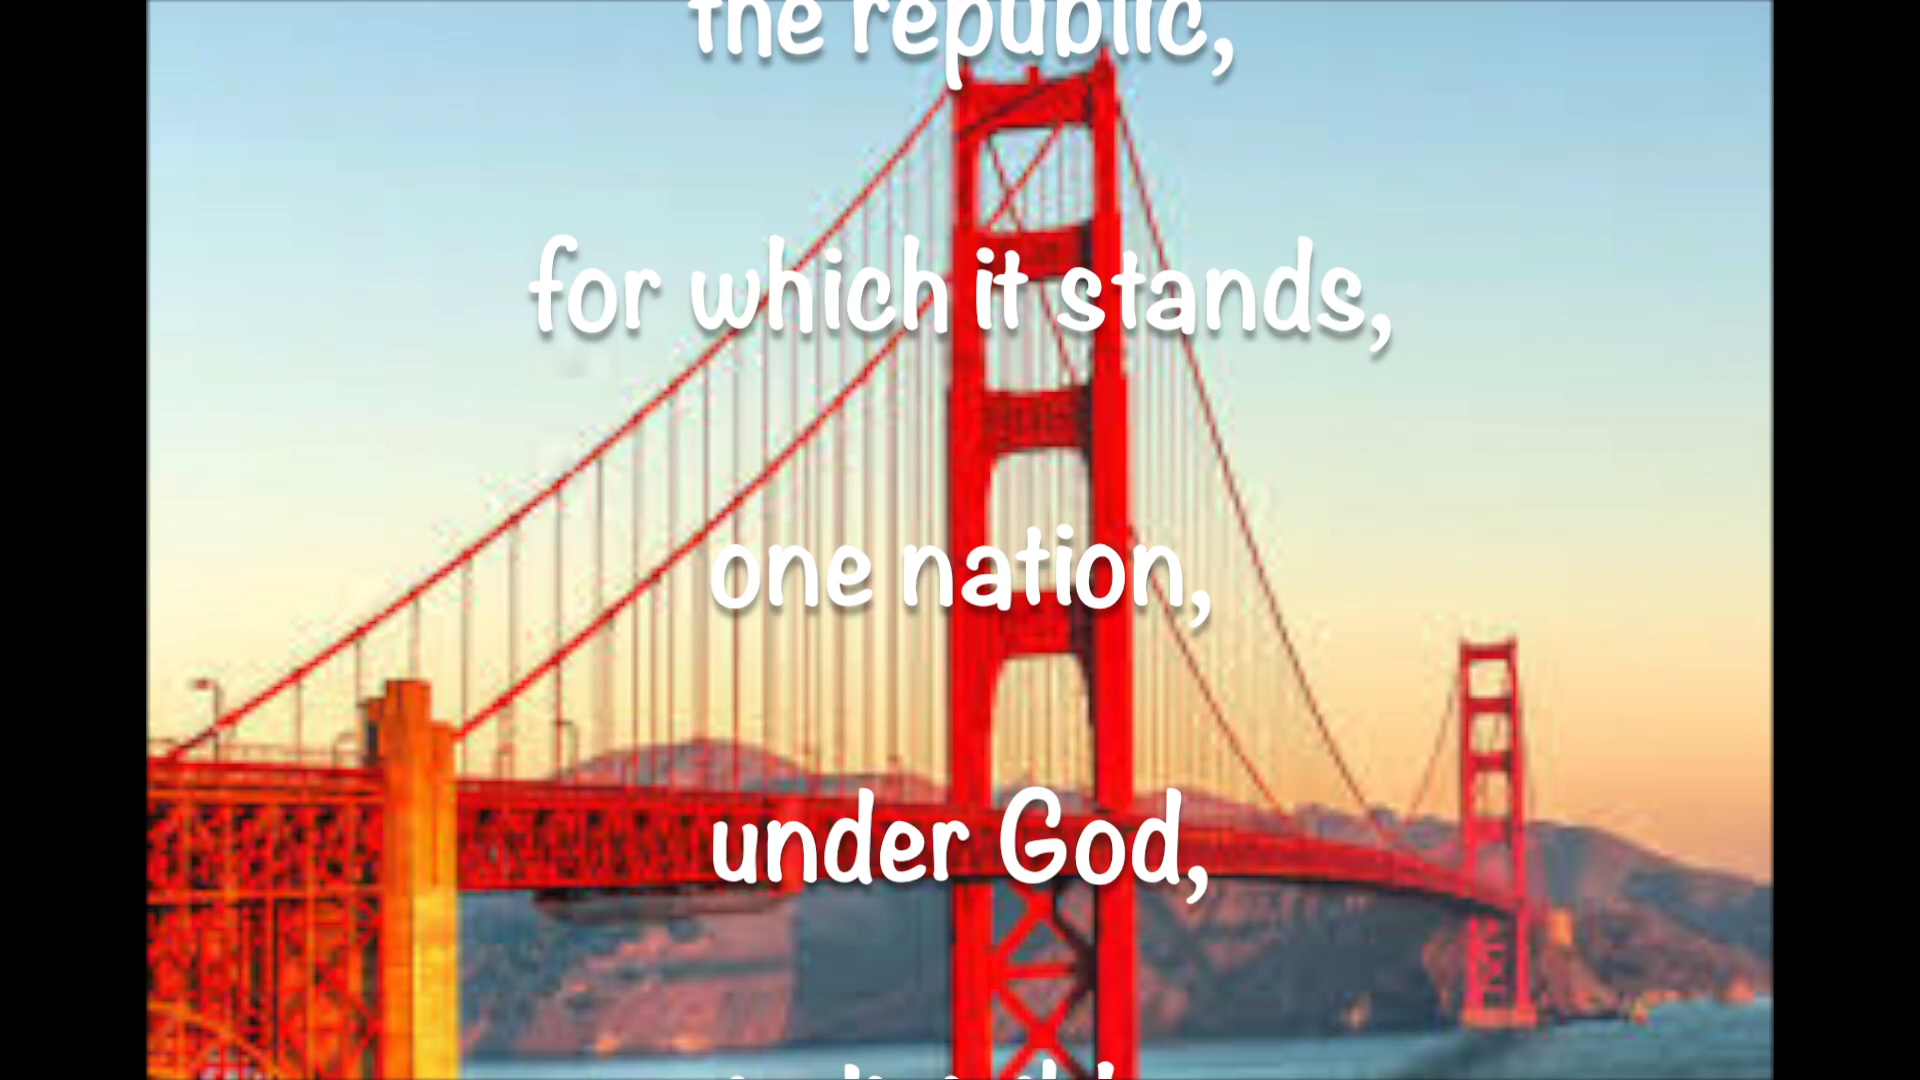 the republic,
for which it stands,
one nation,
under God,